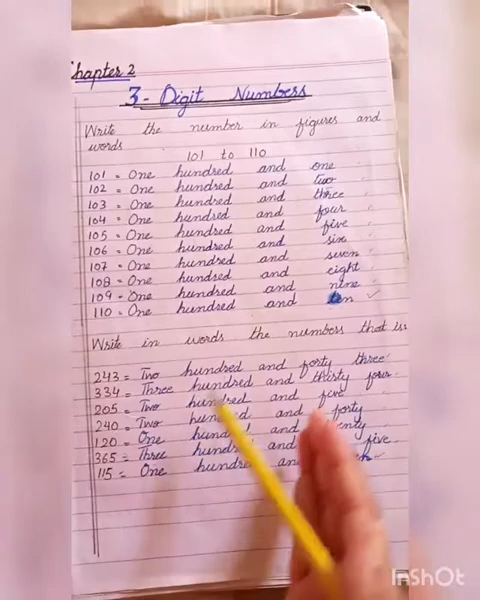 Chapter 2
3-Digit Numbers
Write the number in figures and
words
101 to 110
101 = One hundred and one
102 = One hundred and two
103 = One hundred and three
104 = One hundred and four
105 = One hundred and five
106 = One hundred and six
107 = One hundred and seven
108 = One hundred and eight
109 = One hundred and nine
110 = One hundred and ten
Write in words the numbers that is:
243 = Two hundred and forty three
334 = Three hundred and thirty four
205 = Two hundred and five
240 = Two hundred and forty
120 = One and
365 = Three and five
115 = One
InShOt